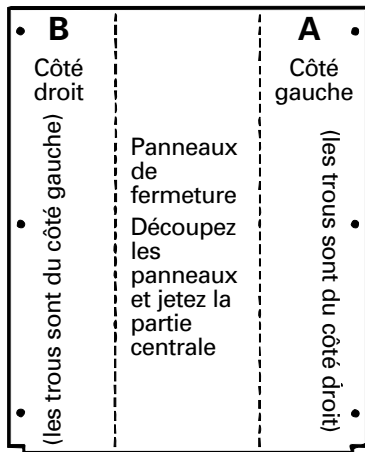 B
Côté
droit
(les trous sont du côté gauche)
Panneaux
de
fermeture
Découpez
les
panneaux
et jetez la
partie
centrale
A
Côté
gauche
(les trous sont du côté droit)